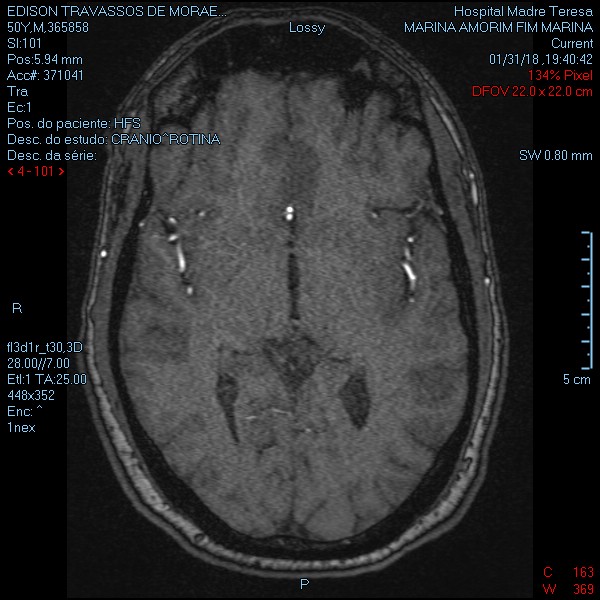 EDISON TRAVASSOS DE MORAE...
50Y,M,365858
Sl:101
Pos:5.94 mm
Acc#: 371041
Tra
Ec:1
Pos. do paciente: HFS
Desc. do estudo: CRANIO^ROTINA
Desc. da série:
< 4 - 101 >
Lossy
Hospital Madre Teresa
MARINA AMORIM FIM MARINA
Current
01/31/18 ,19:40:42
134% Pixel
DFOV 22.0 x 22.0 cm
SW 0.80 mm
R
5 cm
fl3d1r_t30,3D
28.00//7.00
Etl:1 TA:25.00
448x352
Enc: ^
1nex
P
C 163
W 369